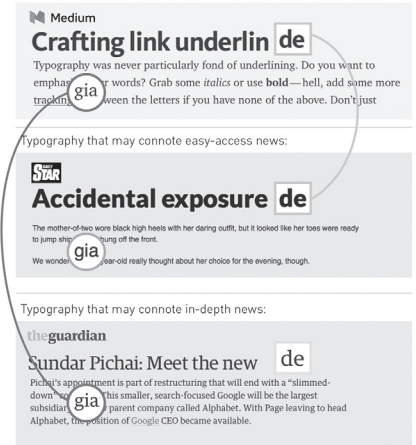 Medium
Crafting link underlin de
Typography was never particularly fond of underlining. Do you want to
emphas gia r words? Grab some italics or use bold—hell, add some more
tracking ween the letters if you have none of the above. Don't just
Typography that may connote easy-access news:
DAILY STAR
Accidental exposure de
The mother-of-two wore black high heels with her daring outfit, but it looked like her toes were ready
to jump ship hung off the front.
gia
We wonde ear-old really thought about her choice for the evening, though.
Typography that may connote in-depth news:
theguardian
Sundar Pichai: Meet the new de
Pichai's appointment is part of restructuring that will end with a “slimmed-
down” This smaller, search-focused Google will be the largest
subsidiar gia parent company called Alphabet. With Page leaving to head
Alphabet, the position of Google CEO became available.